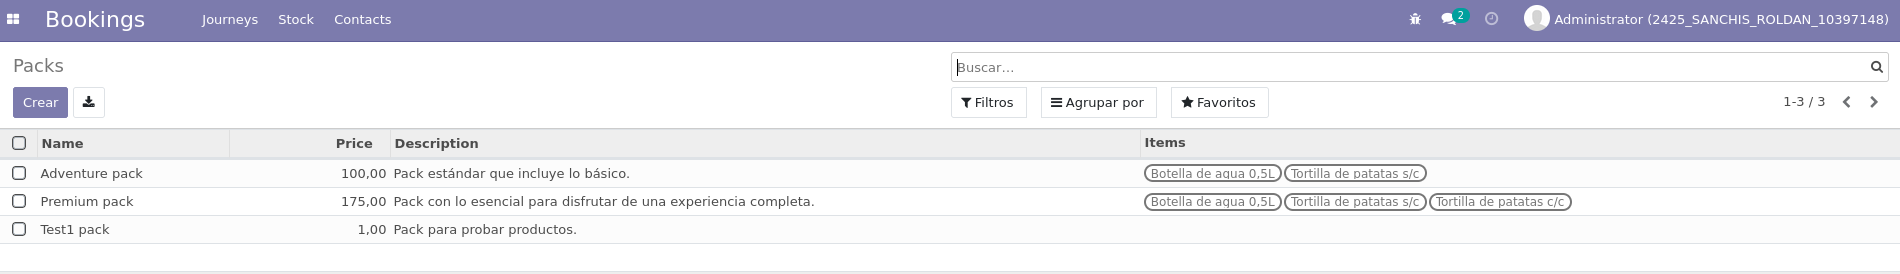 Bookings Journeys Stock Contacts 2 Administrator (2425_SANCHIS_ROLDAN_10397148)
Packs Buscar...
Crear Filtros Agrupar por Favoritos 1-3 / 3
Name Price Description Items
Adventure pack 100,00 Pack estándar que incluye lo básico. Botella de agua 0,5L Tortilla de patatas s/c
Premium pack 175,00 Pack con lo esencial para disfrutar de una experiencia completa. Botella de agua 0,5L Tortilla de patatas s/c Tortilla de patatas c/c
Test1 pack 1,00 Pack para probar productos.